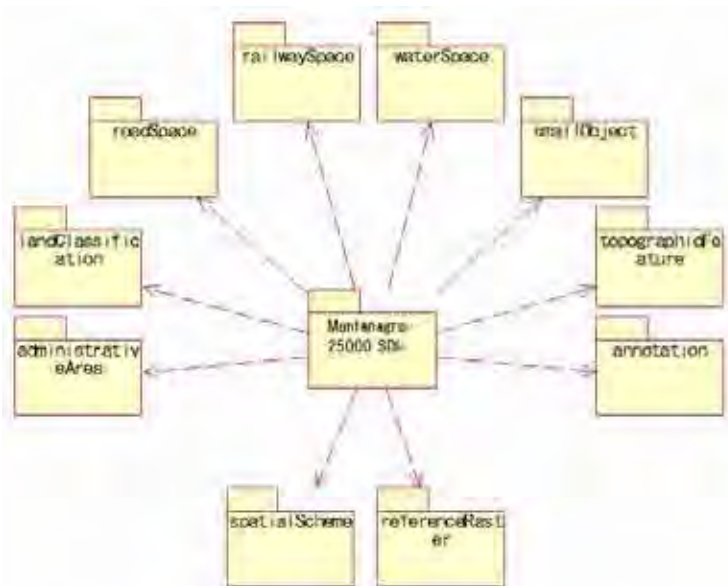 railwaySpace
waterSpace
roadSpace
smallObject
landClassific
ation
topographicFe
ature
Montenegro
25000 SDI
administrativ
eArea
annotation
spatialScheme
referenceRast
er